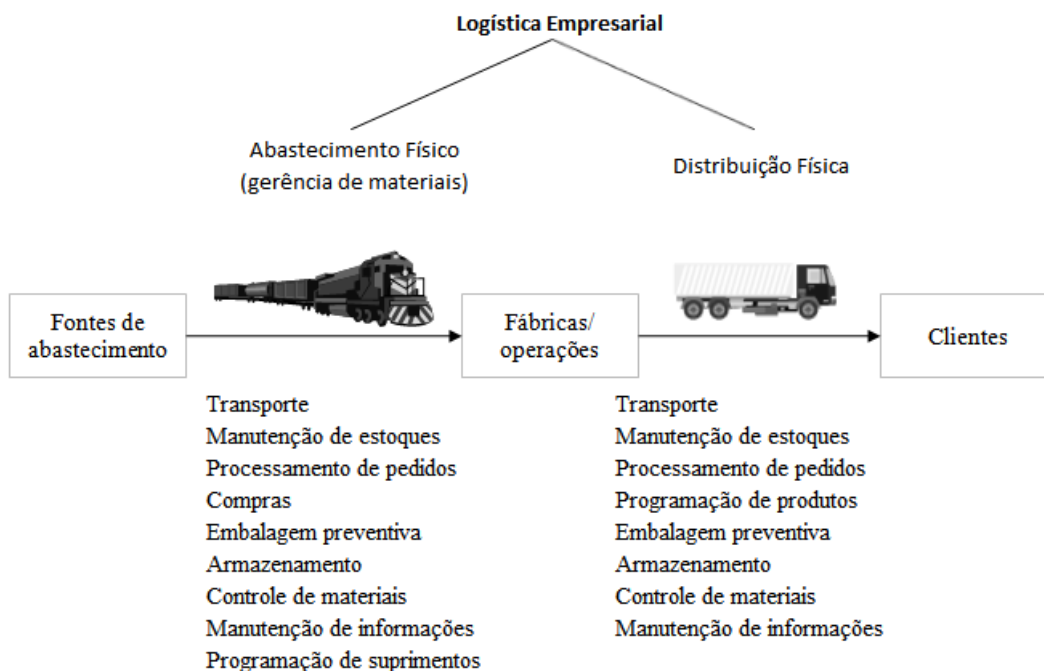 Logística Empresarial
Abastecimento Físico
(gerência de materiais)
Distribuição Física
Fontes de
abastecimento
Fábricas/
operações
Clientes
Transporte
Manutenção de estoques
Processamento de pedidos
Compras
Embalagem preventiva
Armazenamento
Controle de materiais
Manutenção de informações
Programação de suprimentos
Transporte
Manutenção de estoques
Processamento de pedidos
Programação de produtos
Embalagem preventiva
Armazenamento
Controle de materiais
Manutenção de informações